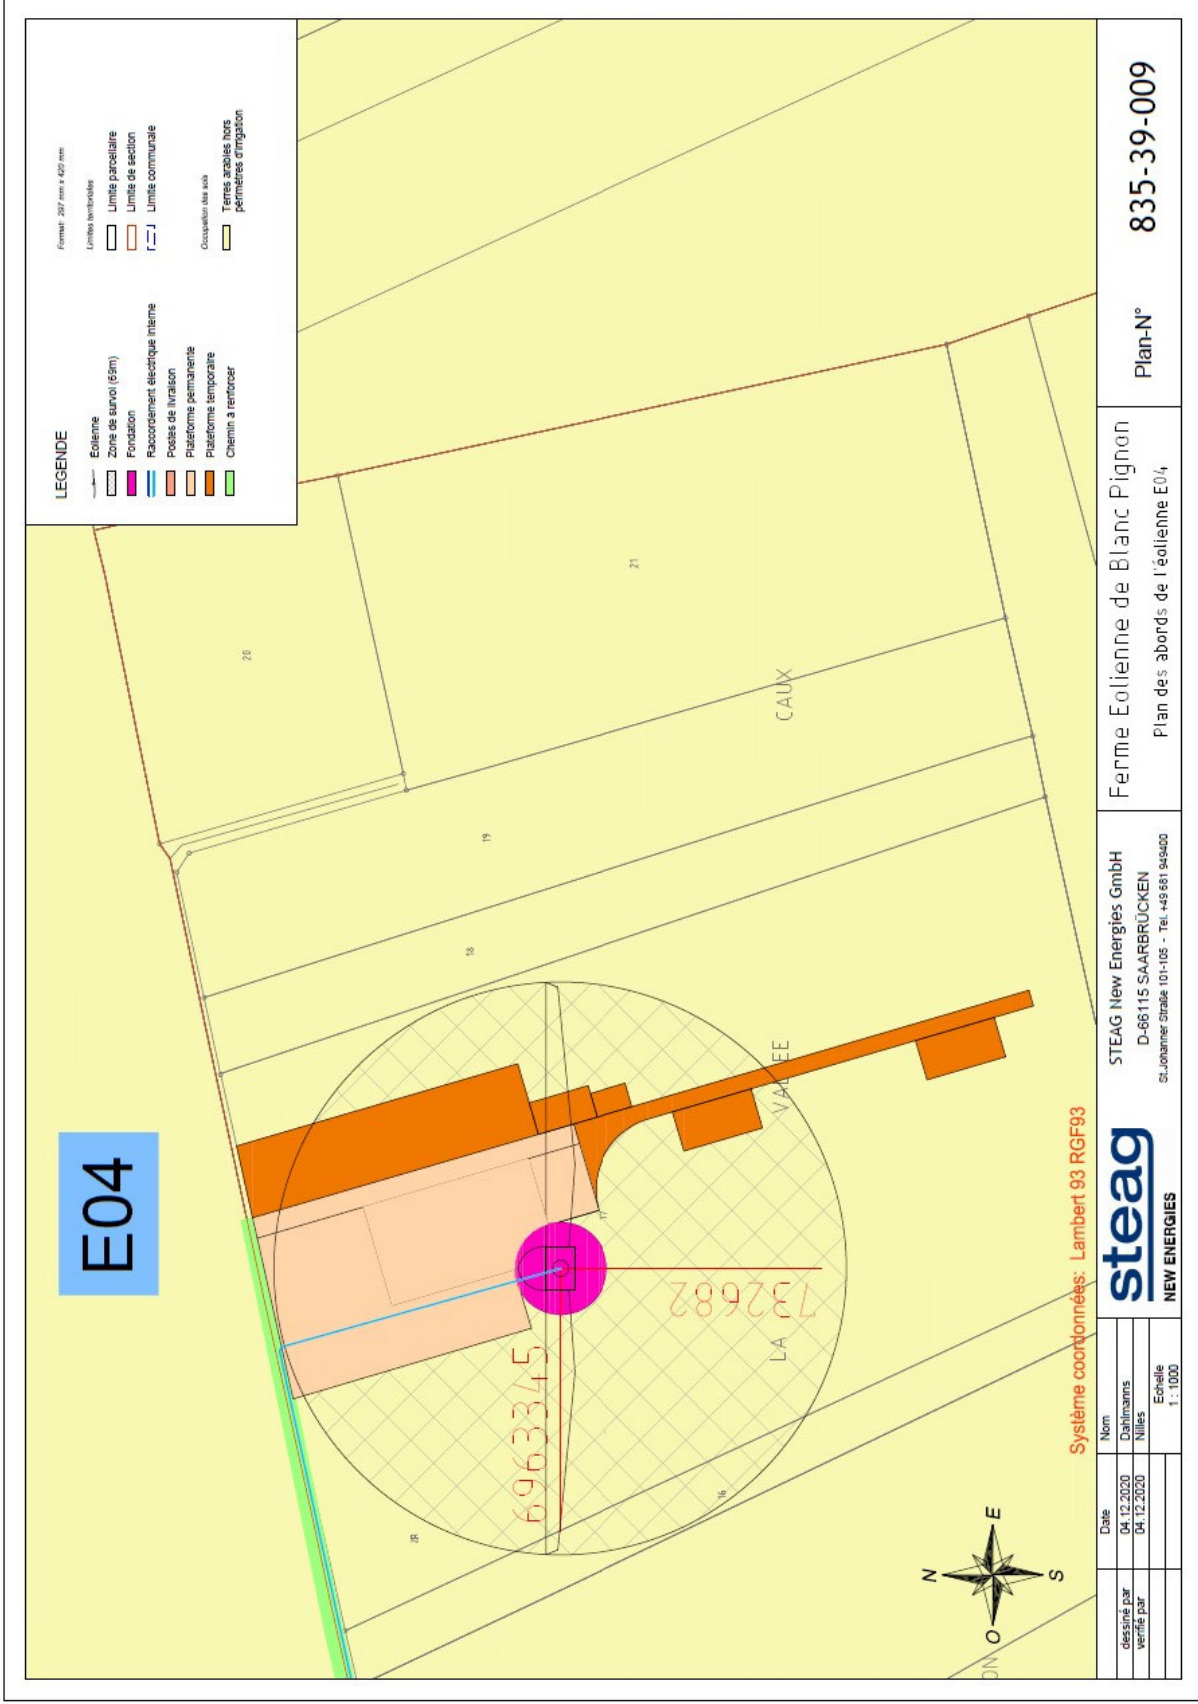 E04
LEGENDE
Eolienne
Zone de survol (69m)
Fondation
Raccordement électrique interne
Postes de livraison
Plateforme permanente
Plateforme temporaire
Chemin à renforcer
Format: 297 mm x 420 mm
Limites territoriales
Limite parcellaire
Limite de section
Limite communale
Occupation des sols
Terres arables hors
périmètres d'irrigation
20
21
19
18
17
16
LA VALLEE CAUX
6963345
732682
N
O
E
S
Système coordonnées: Lambert 93 RGF93
Date
Nom
dessiné par
04.12.2020
Dahlmanns
verifié par
04.12.2020
Nilles
Echelle
1 : 1000
steag
NEW ENERGIES
STEAG New Energies GmbH
D-66115 SAARBRÜCKEN
St.Johanner Straße 101-105 - Tel. +49 681 949400
Ferme Eolienne de Blanc Pignon
Plan des abords de l'éolienne E04
Plan-N°
835-39-009